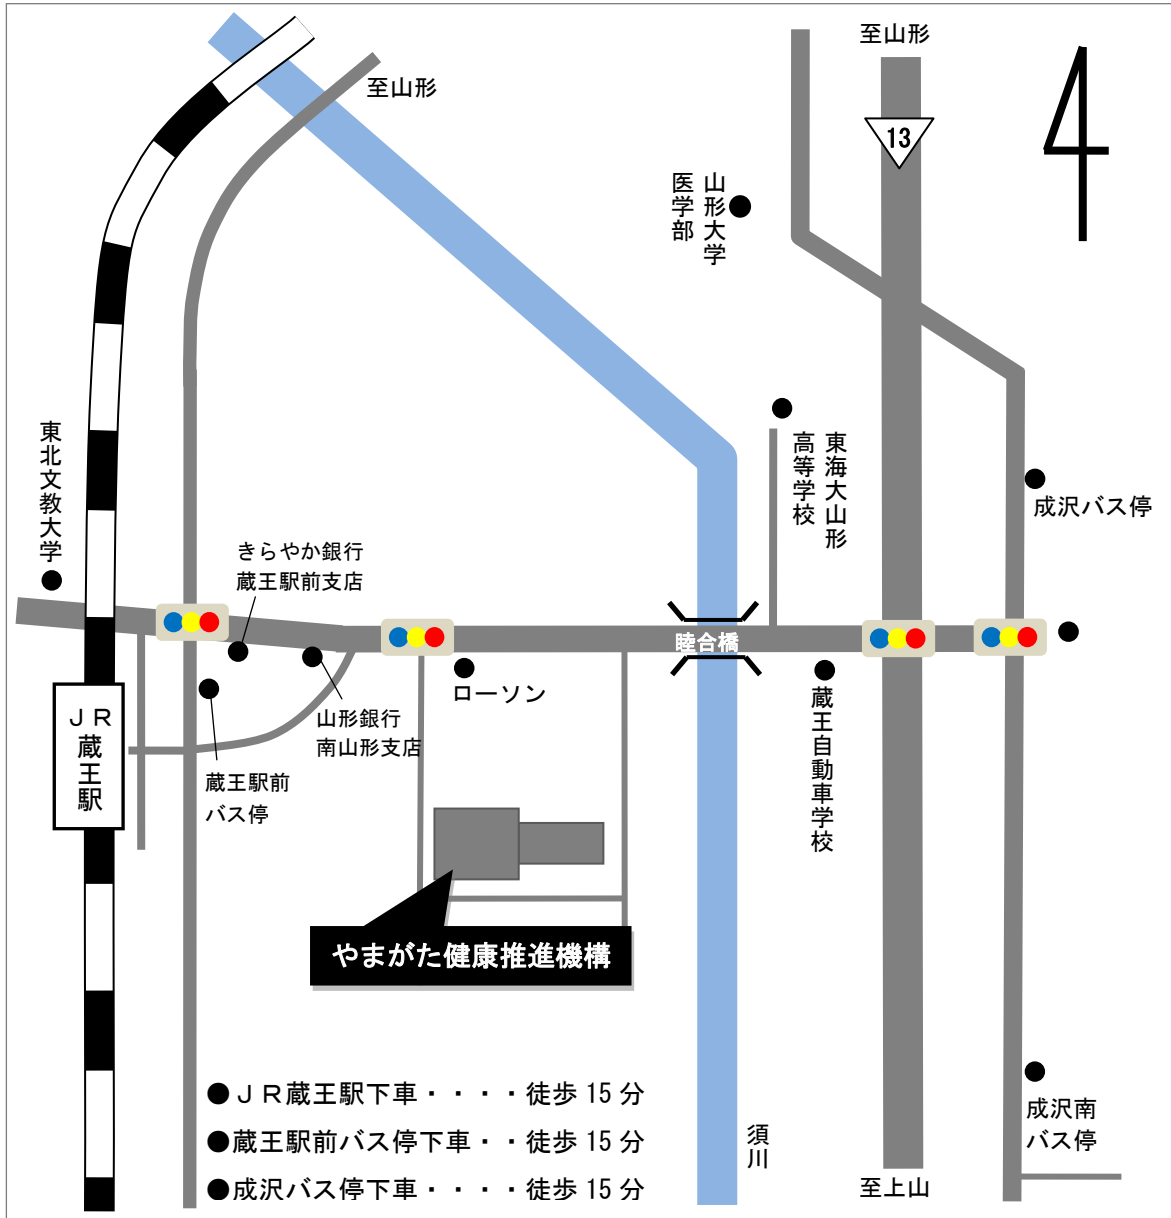 至山形
至山形
13
山形大学
医学部
東海大山形
高等学校
成沢バス停
東北文教大学
きらやか銀行
蔵王駅前支店
睦合橋
ローソン
山形銀行
南山形支店
蔵王自動車学校
ＪＲ
蔵王駅
蔵王駅前
バス停
やまがた健康推進機構
●ＪＲ蔵王駅下車・・・・徒歩 15 分
●蔵王駅前バス停下車・・徒歩 15 分
●成沢バス停下車・・・・徒歩 15 分
須川
成沢南
バス停
至上山